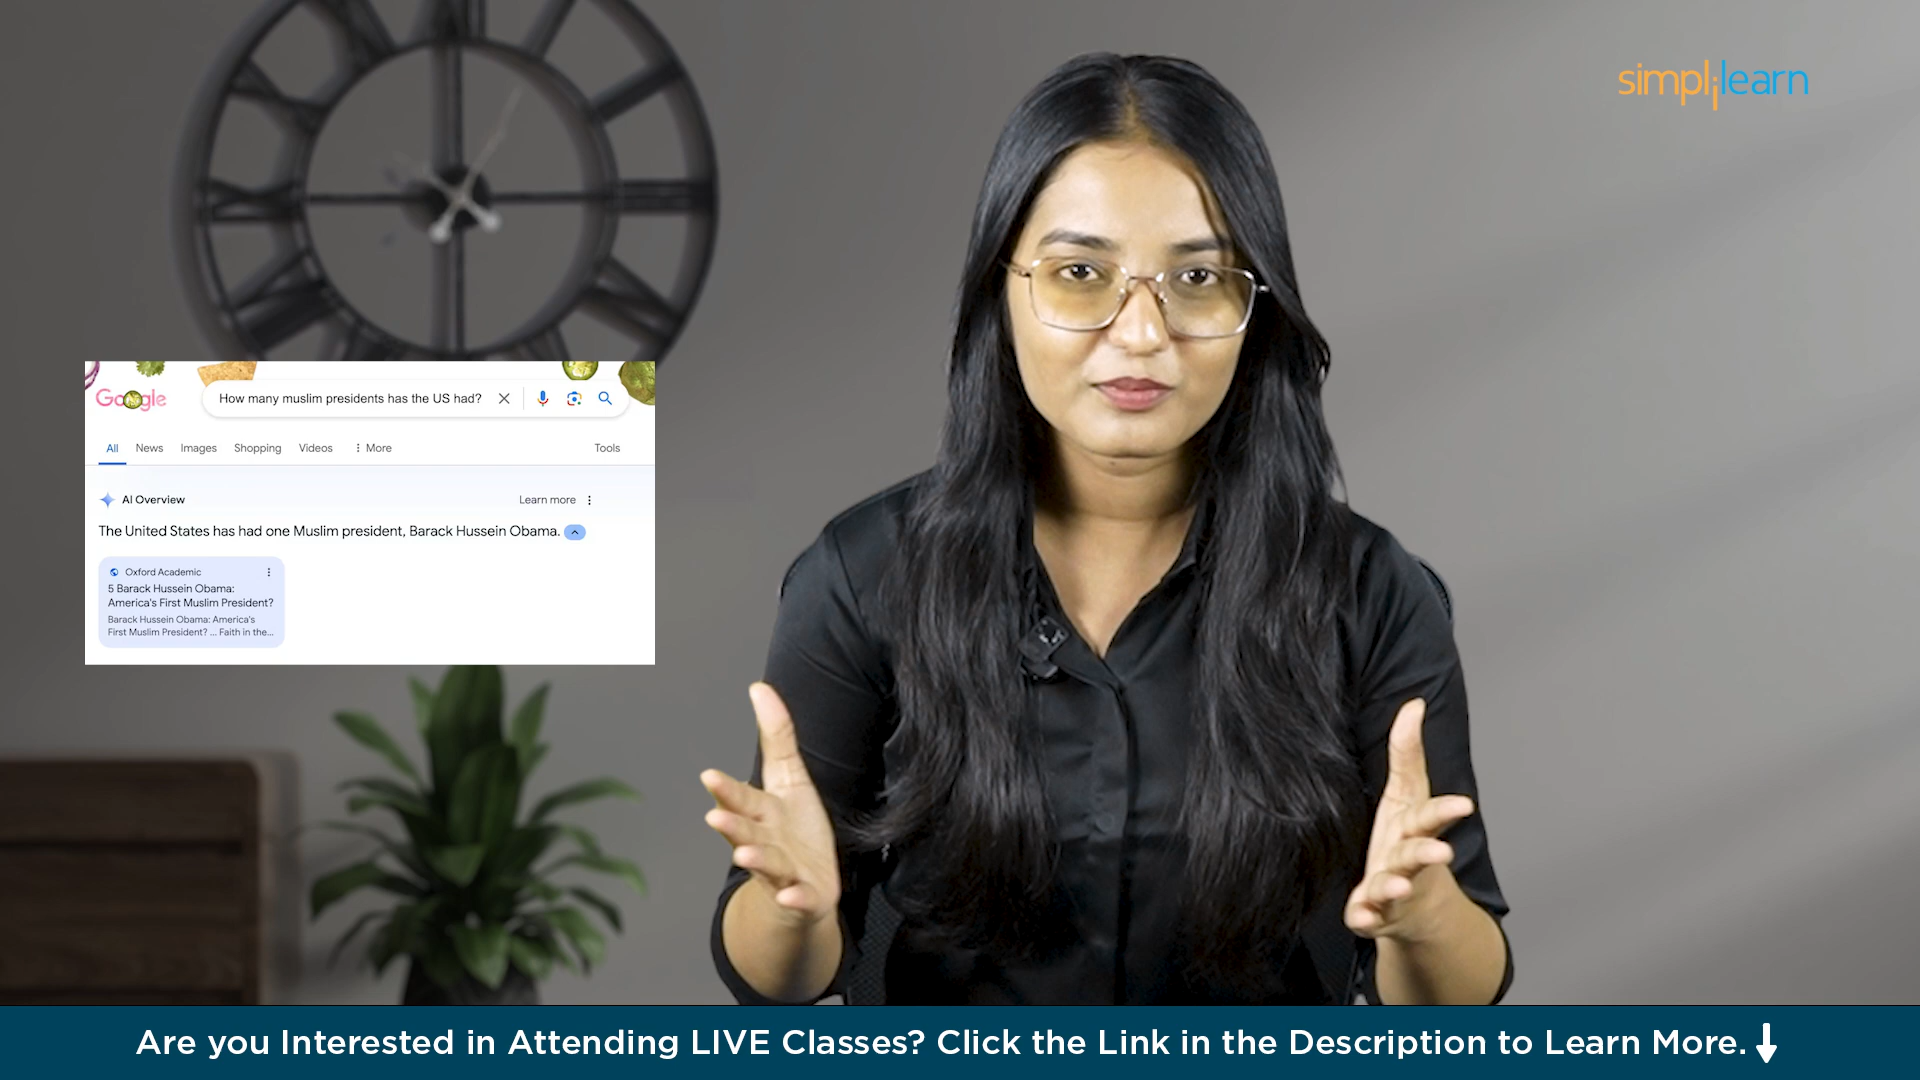 simplilearn
Google
How many muslim presidents has the US had?
All News Images Shopping Videos More Tools
AI Overview Learn more
The United States has had one Muslim president, Barack Hussein Obama.
Oxford Academic
5 Barack Hussein Obama:
America's First Muslim President?
Barack Hussein Obama: America's
First Muslim President? ... Faith in the...
Are you Interested in Attending LIVE Classes? Click the Link in the Description to Learn More.